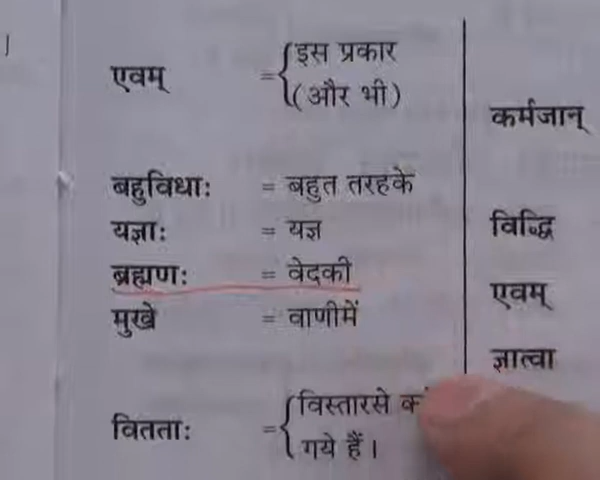 ।
एवम् = { इस प्रकार
(और भी)
बहुविधाः = बहुत तरहके
यज्ञाः = यज्ञ
ब्रह्मणः = वेदकी
मुखे = वाणीमें
वितताः = { विस्तारसे
गये हैं।
कर्मजान्
विद्धि
एवम्
ज्ञात्वा